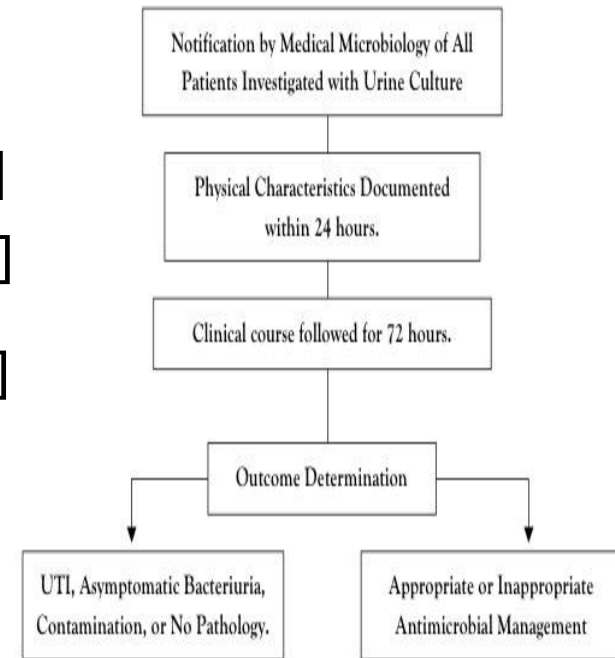 Notification by Medical Microbiology of All
Patients Investigated with Urine Culture
Physical Characteristics Documented
within 24 hours.
Clinical course followed for 72 hours.
Outcome Determination
UTI, Asymptomatic Bacteriuria,
Contamination, or No Pathology.
Appropriate or Inappropriate
Antimicrobial Management